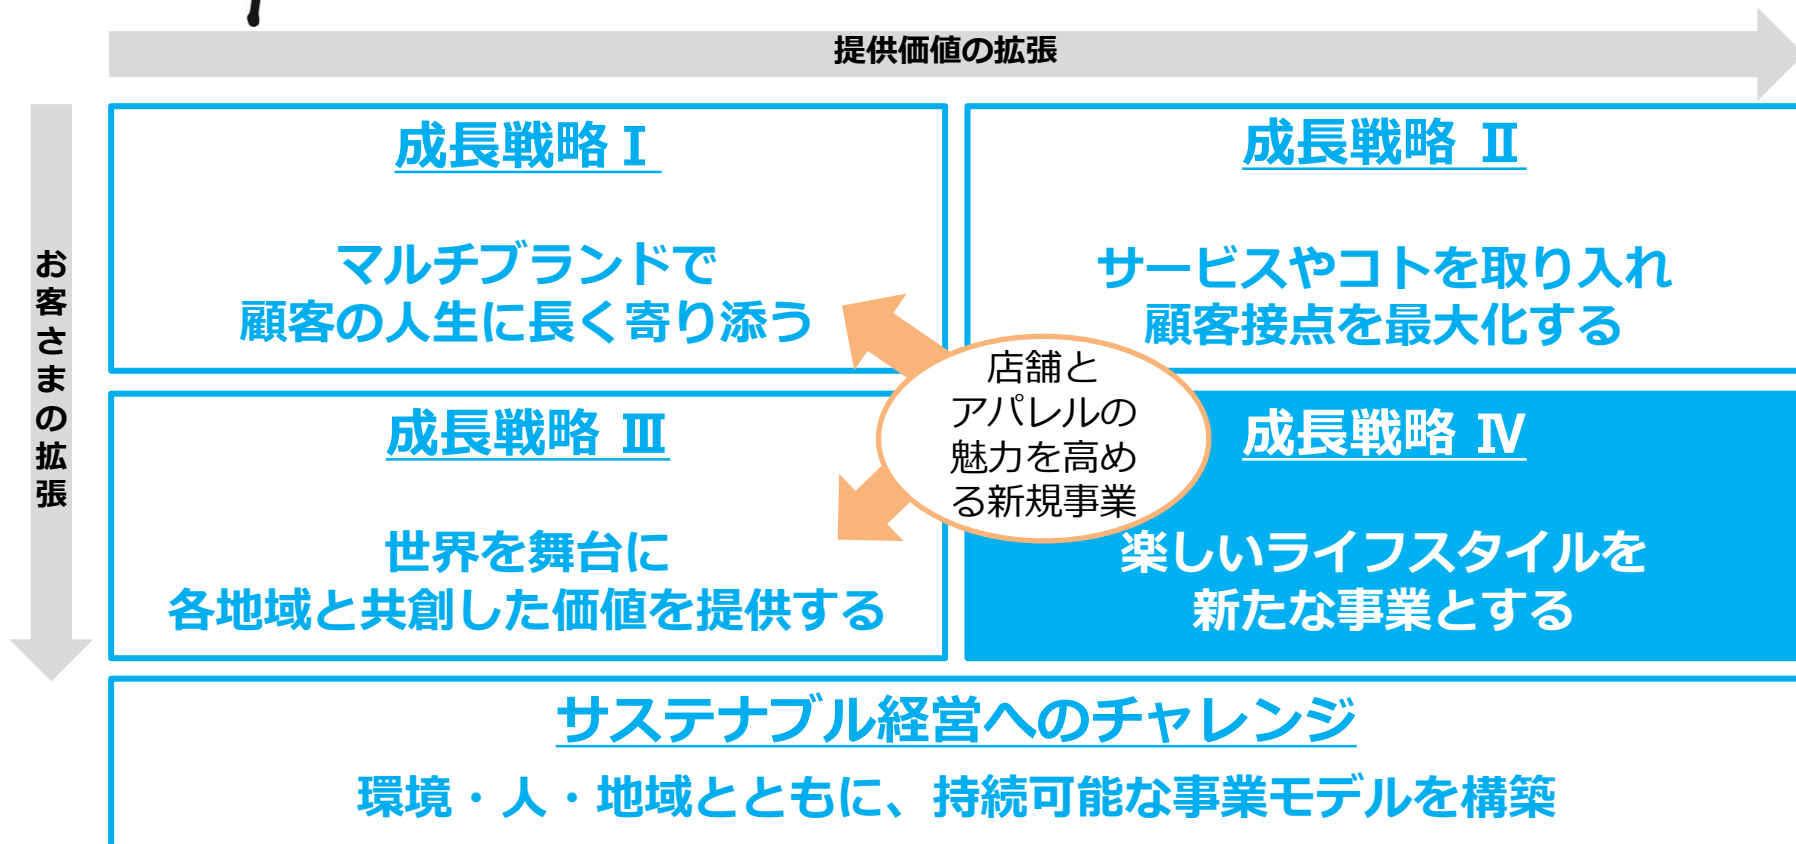 提供価値の拡張
お客さまの拡張
成長戦略 Ⅰ
マルチブランドで
顧客の人生に長く寄り添う
成長戦略 Ⅱ
サービスやコトを取り入れ
顧客接点を最大化する
店舗と
アパレルの
魅力を高め
る新規事業
成長戦略 Ⅲ
世界を舞台に
各地域と共創した価値を提供する
成長戦略 Ⅳ
楽しいライフスタイルを
新たな事業とする
サステナブル経営へのチャレンジ
環境・人・地域とともに、持続可能な事業モデルを構築